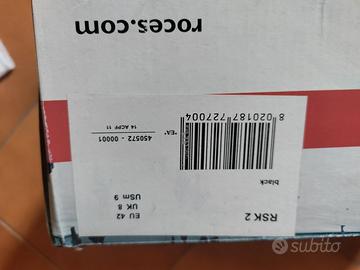 roces.com
RSK 2
black
EU 42
UK 8
USm 9
*EA*
8 020187 727004
450572 - 00001
14 ACPF 11
subito